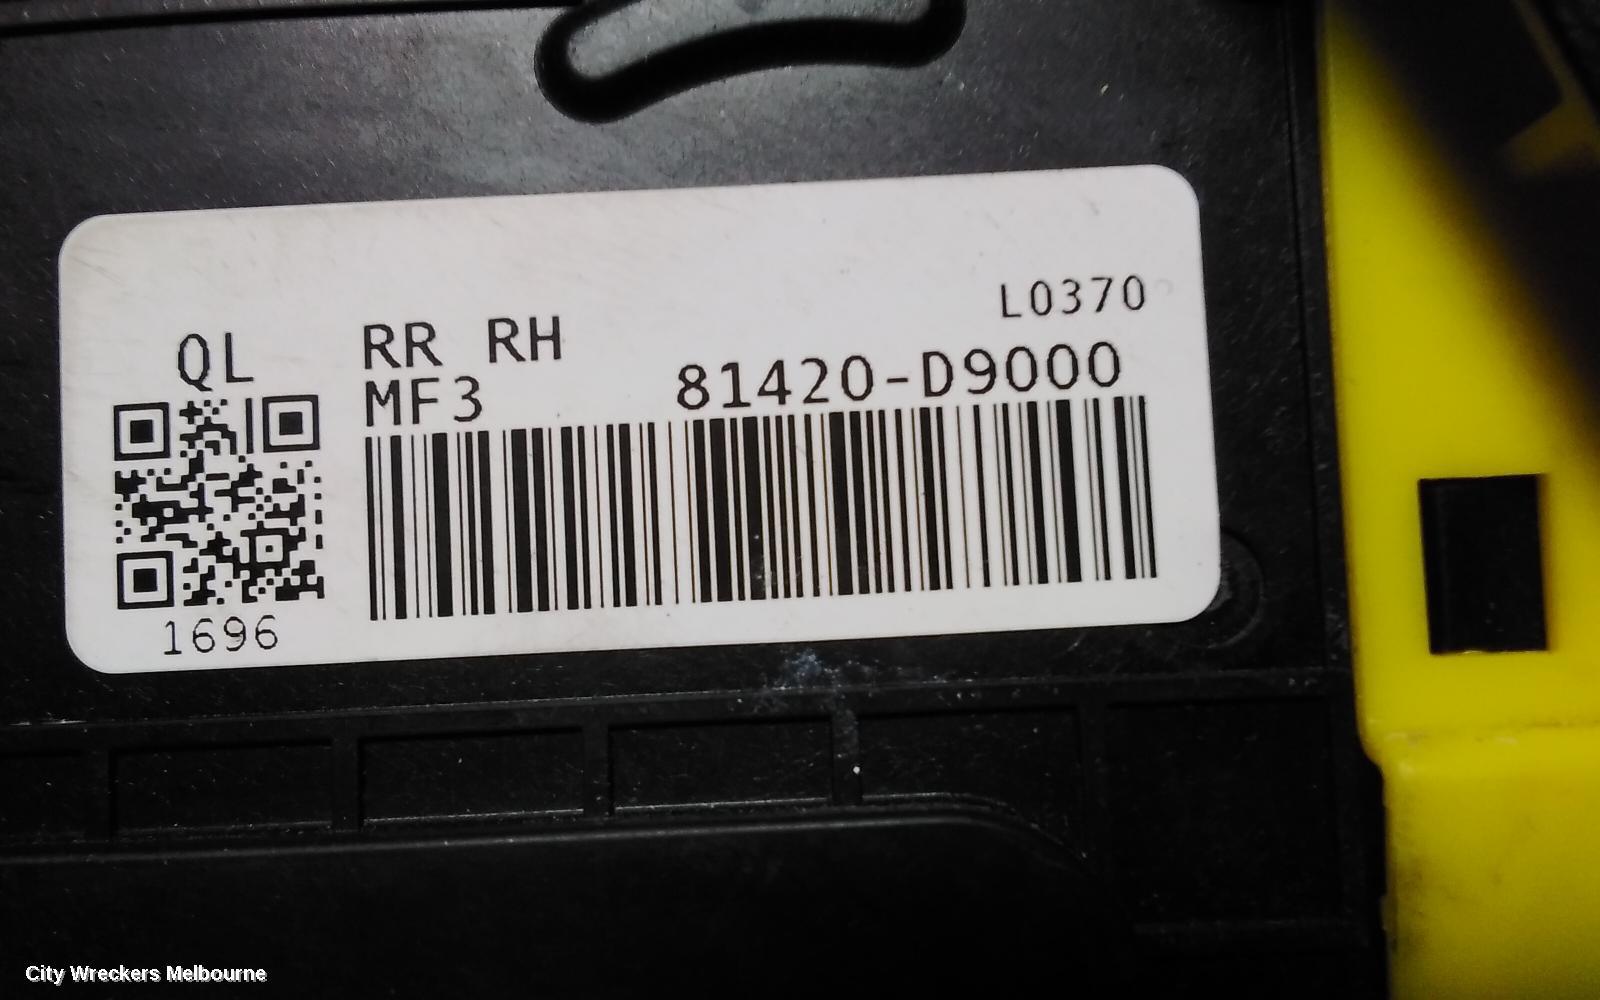 L0370
QL
RR RH
MF3
81420-D9000
1696
City Wreckers Melbourne